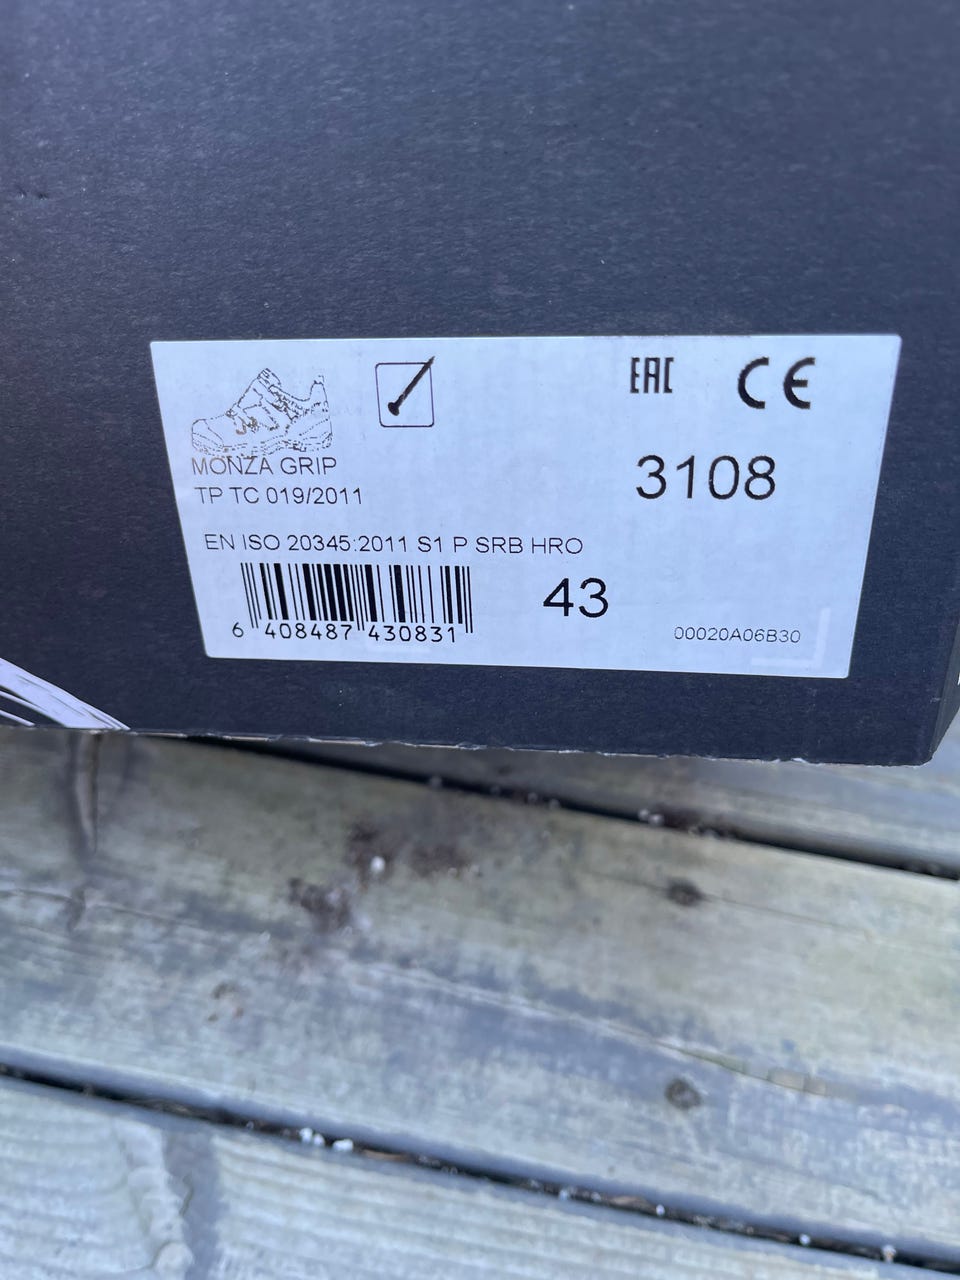 EAC CE
MONZA GRIP
3108
TP TC 019/2011
EN ISO 20345:2011 S1 P SRB HRO
43
6 408487 430831
00020A06B30